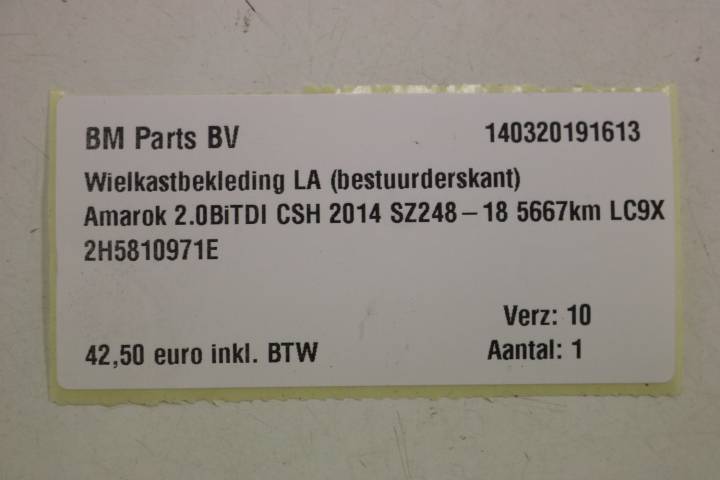 BM Parts BV 140320191613
Wielkastbekleding LA (bestuurderskant)
Amarok 2.0BiTDI CSH 2014 SZ248-18 5667km LC9X
2H5810971E
Verz: 10
42,50 euro inkl. BTW Aantal: 1